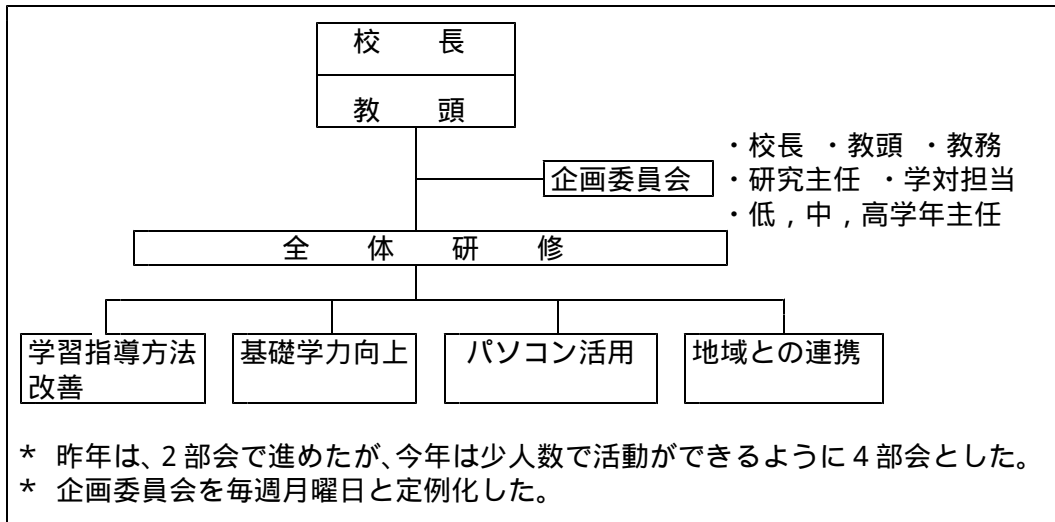 校　長
教　頭
・校長 ・教頭 ・教務
企画委員会
・研究主任 ・学対担当
・低，中，高学年主任
全　体　研　修
学習指導方法
改善
基礎学力向上
パソコン活用
地域との連携
＊ 昨年は、２部会で進めたが、今年は少人数で活動ができるように４部会とした。
＊ 企画委員会を毎週月曜日と定例化した。